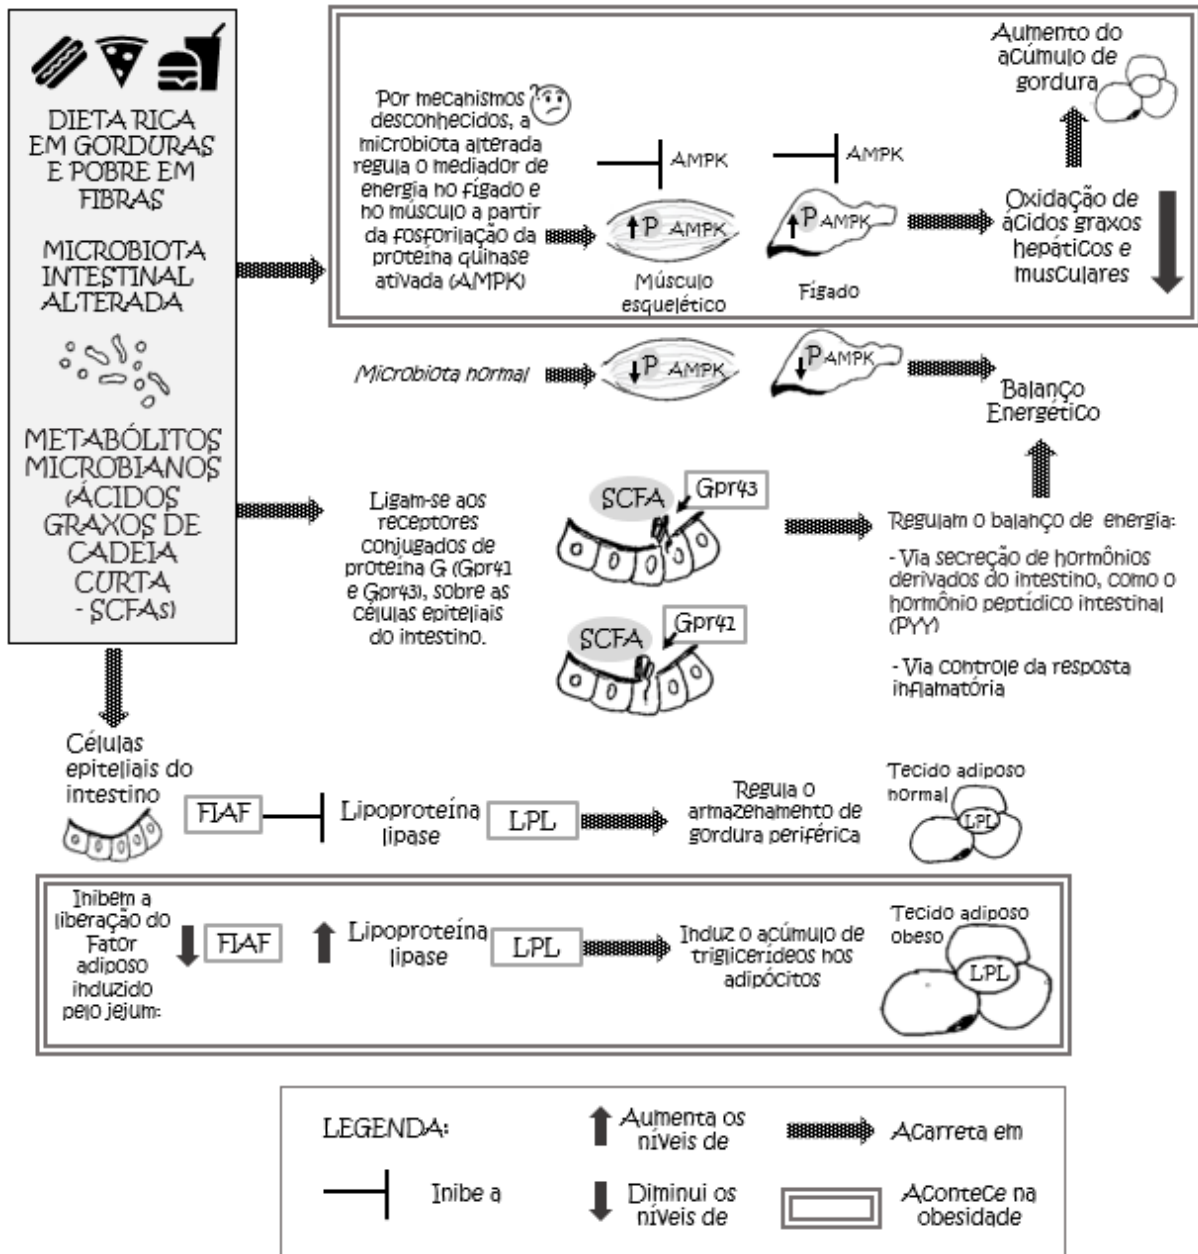 DIETA RICA
EM GORDURAS
E POBRE EM
FIBRAS
MICROBIOTA
INTESTINAL
ALTERADA
METABÓLITOS
MICROBIANOS
(ÁCIDOS
GRAXOS DE
CADEIA
CURTA
- SCFAs)
Por mecanismos
desconhecidos, a
microbiota alterada
regula o mediador de
energia no fígado e
no músculo a partir
da fosforilação da
proteína quinase
ativada (AMPK)
AMPK
P AMPK
Músculo
esquelético
AMPK
P AMPK
Fígado
Aumento do
acúmulo de
gordura
Oxidação de
ácidos graxos
hepáticos e
musculares
Microbiota normal
P AMPK
P AMPK
Balanço
Energético
Ligam-se aos
receptores
conjugados de
proteína G (Gpr41
e Gpr43), sobre as
células epiteliais
do intestino.
SCFA
Gpr43
SCFA
Gpr41
Regulam o balanço de energia:
- Via secreção de hormônios
derivados do intestino, como o
hormônio peptídico intestinal
(PYY)
- Via controle da resposta
inflamatória
Células
epiteliais do
intestino
FIAF
Lipoproteína
lipase
LPL
Regula o
armazenamento de
gordura periférica
Tecido adiposo
normal
LPL
Inibem a
liberação do
Fator
adiposo
induzido
pelo jejum:
FIAF
Lipoproteína
lipase
LPL
Induz o acúmulo de
triglicerídeos nos
adipócitos
Tecido adiposo
obeso
LPL
LEGENDA:
Inibe a
Aumenta os
níveis de
Diminui os
níveis de
Acarreta em
Acontece na
obesidade